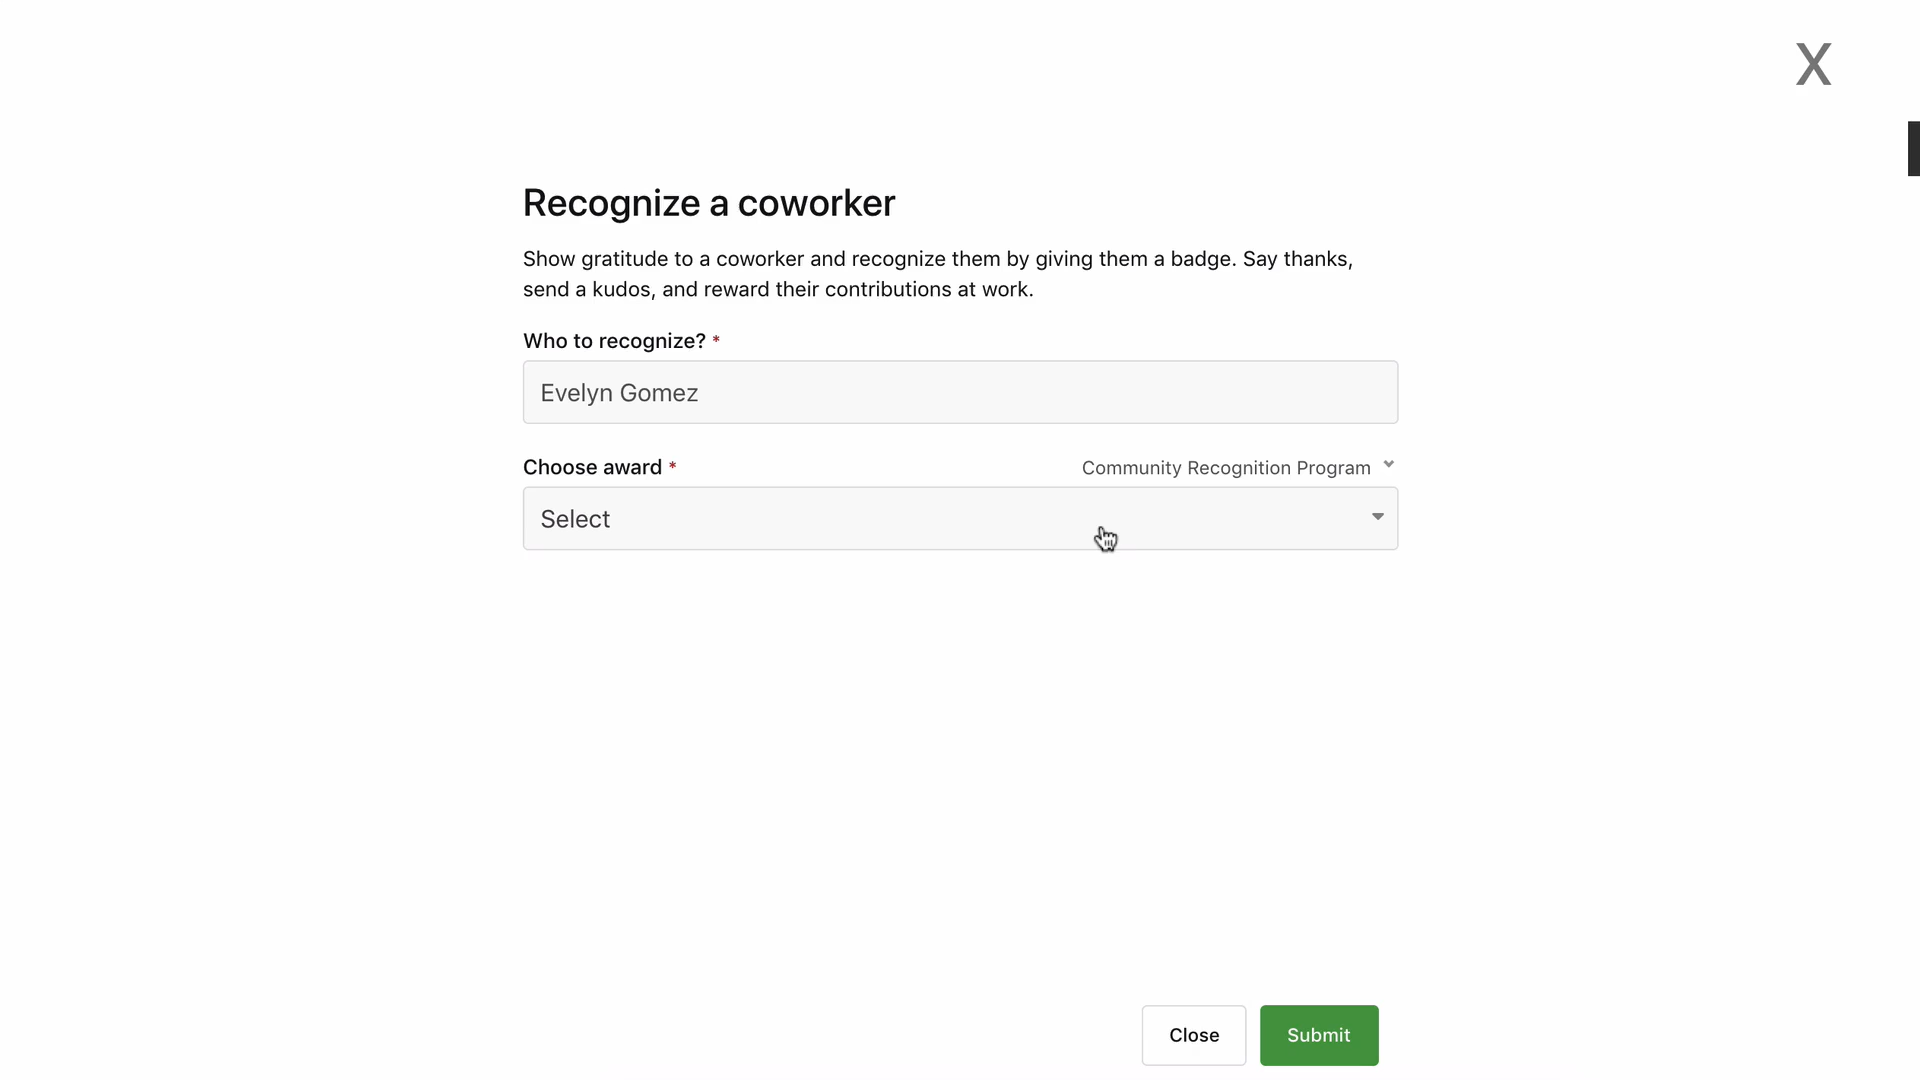 X
Recognize a coworker
Show gratitude to a coworker and recognize them by giving them a badge. Say thanks,
send a kudos, and reward their contributions at work.
Who to recognize? *
Evelyn Gomez
Choose award * Community Recognition Program
Select
Close Submit